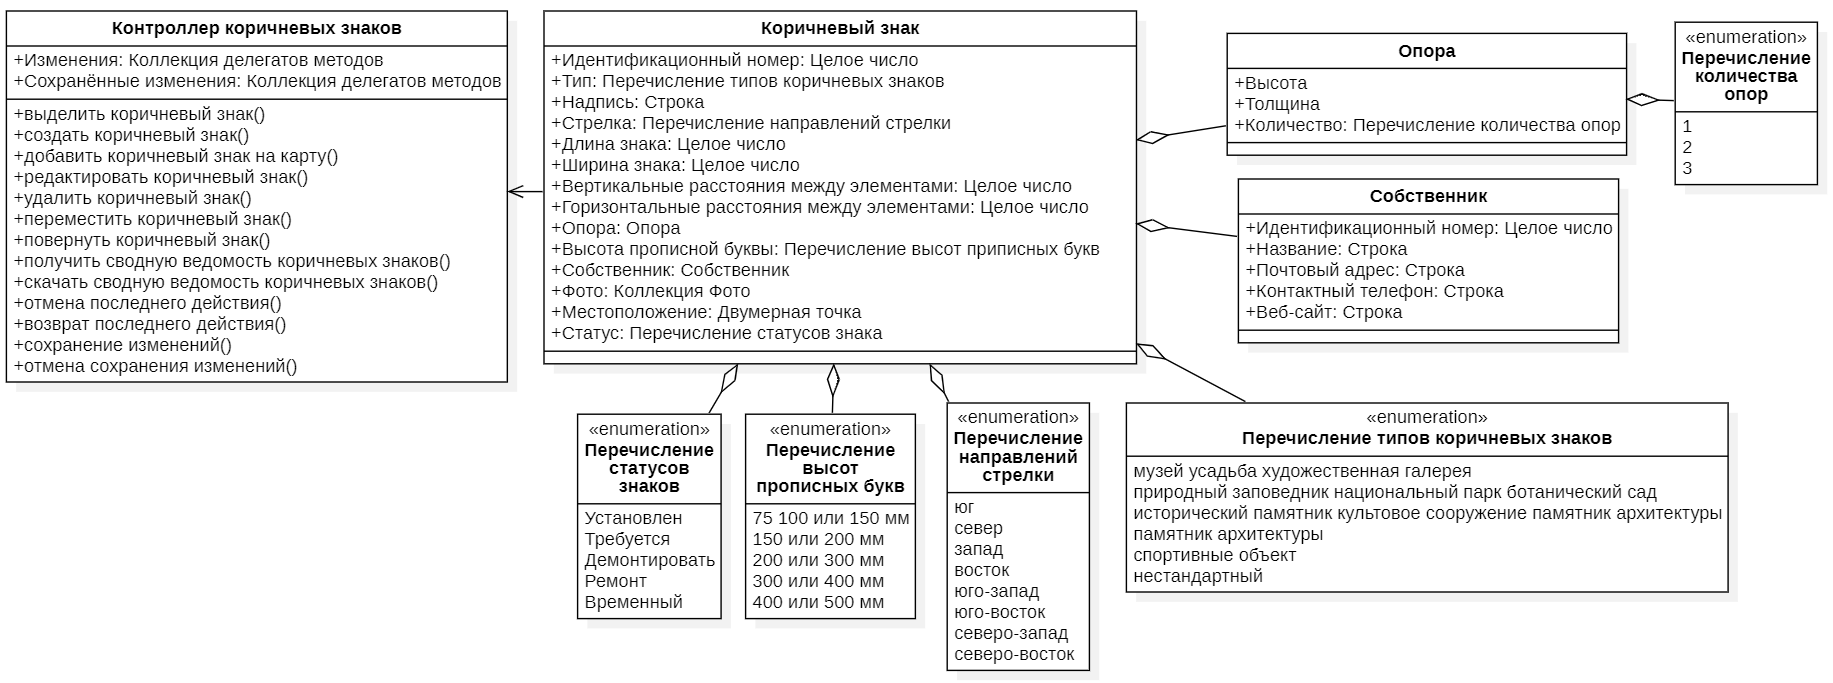 Контроллер коричневых знаков
+Изменения: Коллекция делегатов методов
+Сохранённые изменения: Коллекция делегатов методов
+выделить коричневый знак()
+создать коричневый знак()
+добавить коричневый знак на карту()
+редактировать коричневый знак()
+удалить коричневый знак()
+переместить коричневый знак()
+повернуть коричневый знак()
+получить сводную ведомость коричневых знаков()
+скачать сводную ведомость коричневых знаков()
+отмена последнего действия()
+возврат последнего действия()
+сохранение изменений()
+отмена сохранения изменений()
Коричневый знак
+Идентификационный номер: Целое число
+Тип: Перечисление типов коричневых знаков
+Надпись: Строка
+Стрелка: Перечисление направлений стрелки
+Длина знака: Целое число
+Ширина знака: Целое число
+Вертикальные расстояния между элементами: Целое число
+Горизонтальные расстояния между элементами: Целое число
+Опора: Опора
+Высота прописной буквы: Перечисление высот приписных букв
+Собственник: Собственник
+Фото: Коллекция Фото
+Местоположение: Двумерная точка
+Статус: Перечисление статусов знака
Опора
+Высота
+Толщина
+Количество: Перечисление количества опор
«enumeration»
Перечисление
количества
опор
1
2
3
Собственник
+Идентификационный номер: Целое число
+Название: Строка
+Почтовый адрес: Строка
+Контактный телефон: Строка
+Веб-сайт: Строка
«enumeration»
Перечисление
статусов
знаков
Установлен
Требуется
Демонтировать
Ремонт
Временный
«enumeration»
Перечисление
высот
прописных букв
75 100 или 150 мм
150 или 200 мм
200 или 300 мм
300 или 400 мм
400 или 500 мм
«enumeration»
Перечисление
направлений
стрелки
юг
север
запад
восток
юго-запад
юго-восток
северо-запад
северо-восток
«enumeration»
Перечисление типов коричневых знаков
музей усадьба художественная галерея
природный заповедник национальный парк ботанический сад
исторический памятник культовое сооружение памятник архитектуры
памятник архитектуры
спортивные объект
нестандартный